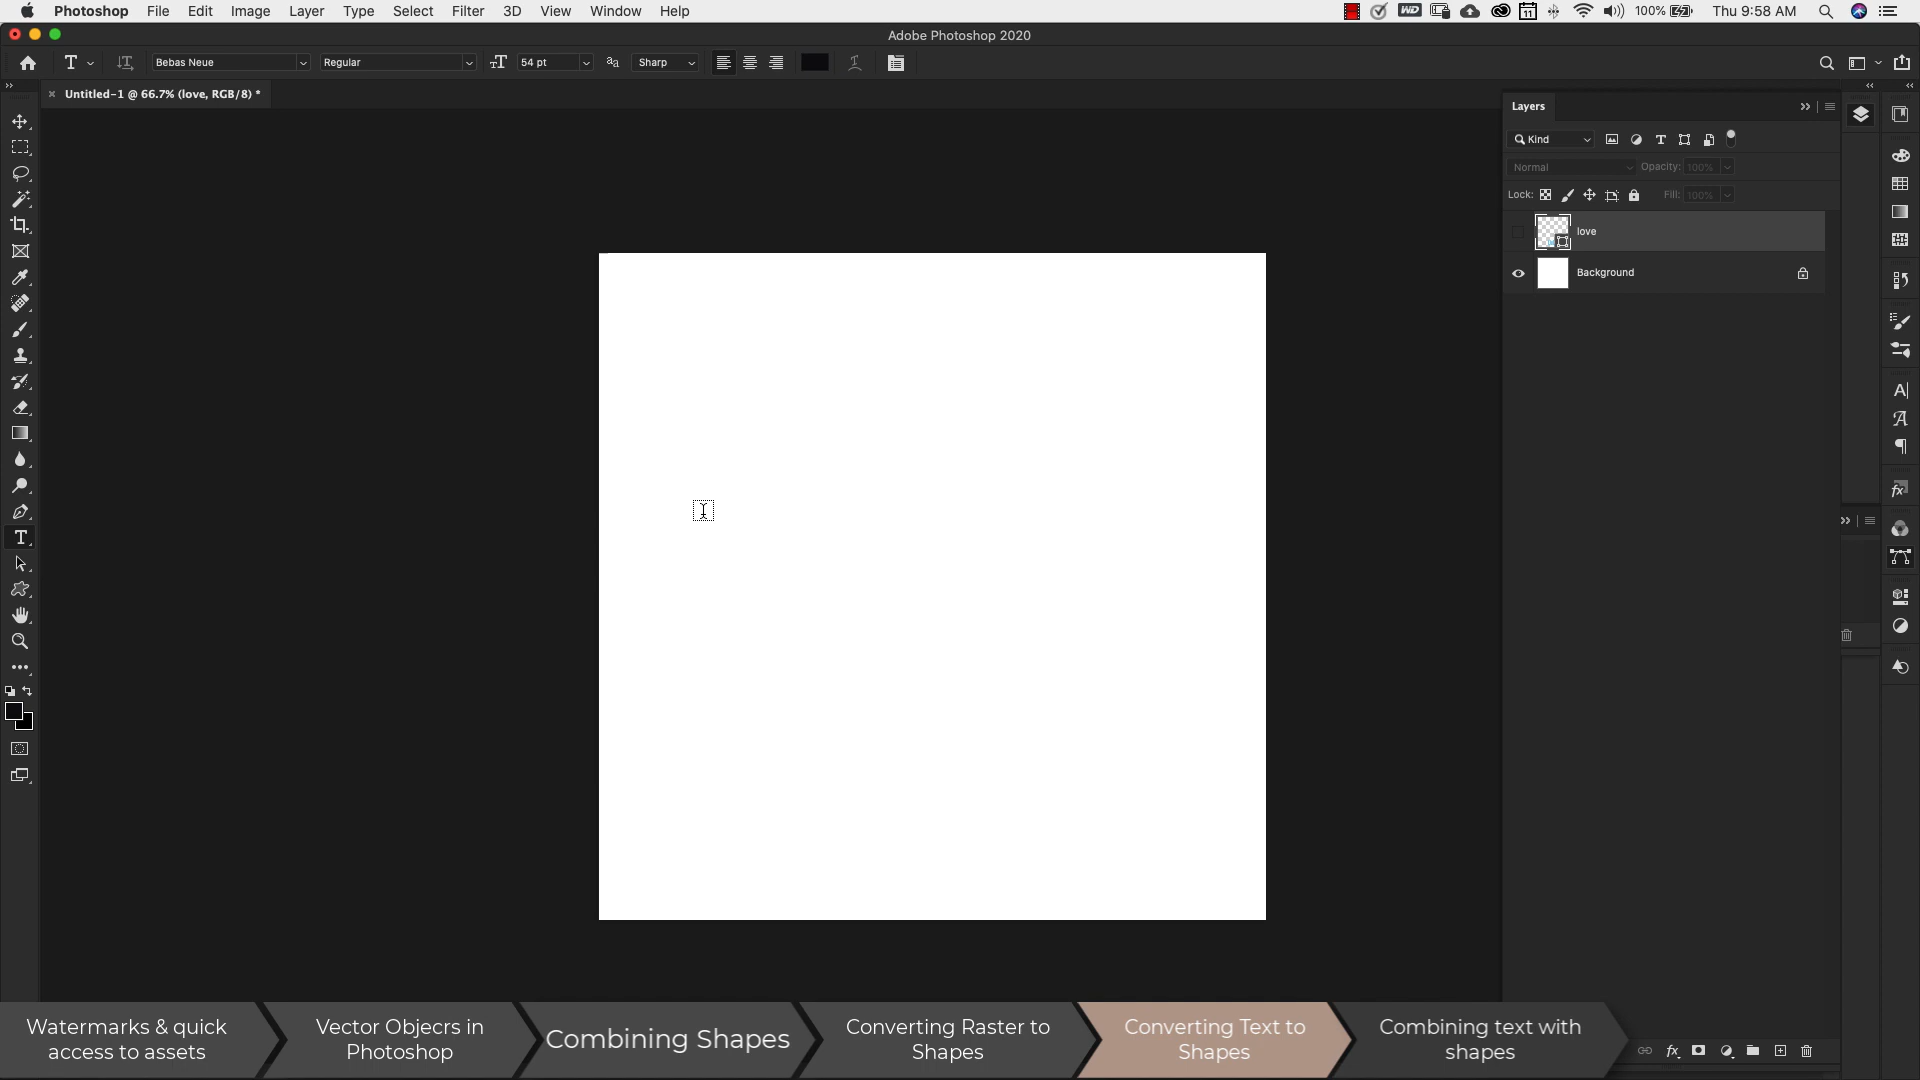 Photoshop File Edit Image Layer Type Select Filter 3D View Window Help
100% Thu 9:58 AM
Adobe Photoshop 2020
Bebas Neue Regular 54 pt Sharp
Untitled-1 @ 66.7% (love, RGB/8) *
Layers
Kind
Normal Opacity: 100%
Lock: Fill: 100%
love
Background
Watermarks & quick
access to assets
Vector Objecrs in
Photoshop
Combining Shapes
Converting Raster to
Shapes
Converting Text to
Shapes
Combining text with
shapes